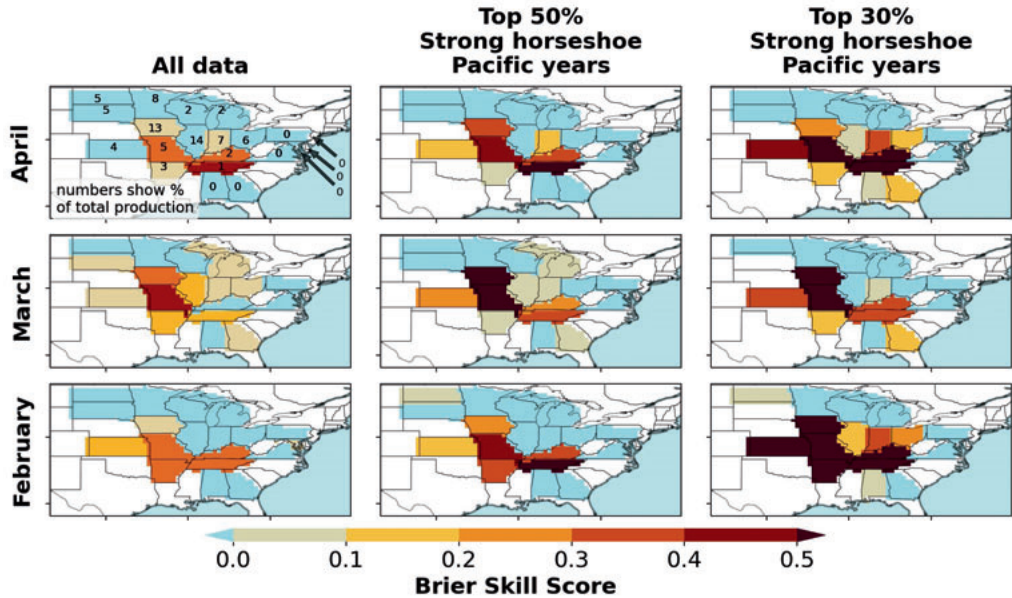 All data
Top 50%
Strong horseshoe
Pacific years
Top 30%
Strong horseshoe
Pacific years
April
5
8
5
2
2
13
14
7
6
0
4
5
2
0
3
1
0
0
0
0
0
numbers show %
of total production
March
February
0.0
0.1
0.2
0.3
0.4
0.5
Brier Skill Score